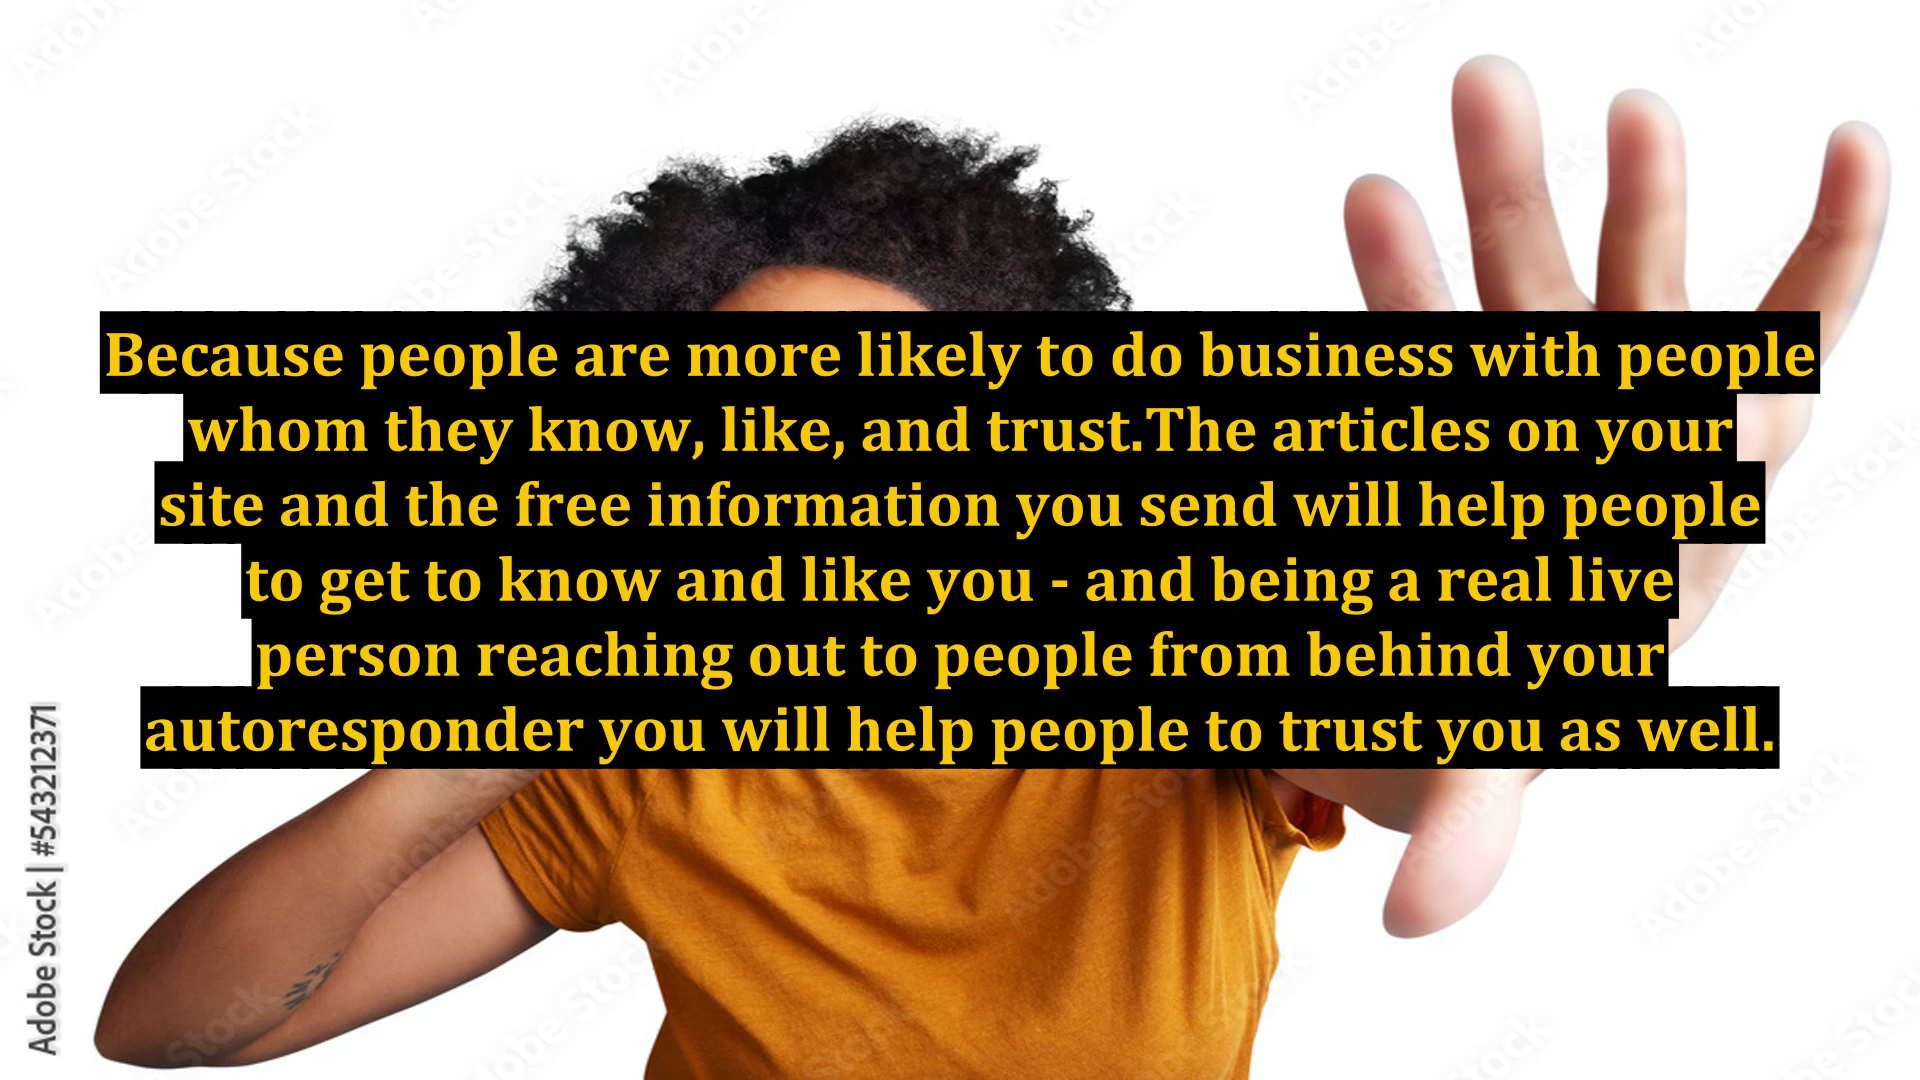 Because people are more likely to do business with people
whom they know, like, and trust.The articles on your
site and the free information you send will help people
to get to know and like you - and being a real live
person reaching out to people from behind your
autoresponder you will help people to trust you as well.
Adobe Stock | #543212371
Adobe Stock